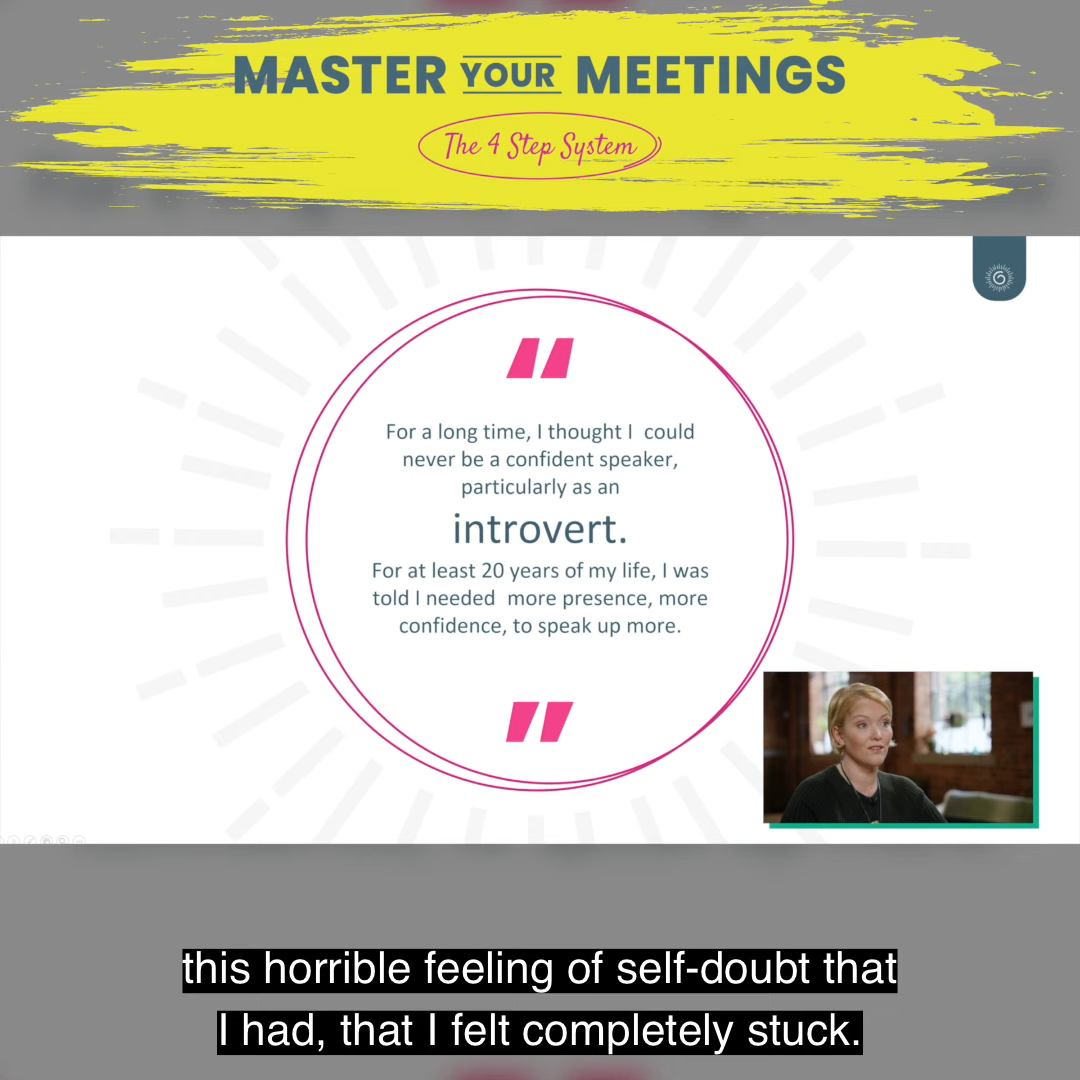 MASTER YOUR MEETINGS
The 4 Step System
“
For a long time, I thought I could
never be a confident speaker,
particularly as an
introvert.
For at least 20 years of my life, I was
told I needed more presence, more
confidence, to speak up more.
”
this horrible feeling of self-doubt that
I had, that I felt completely stuck.